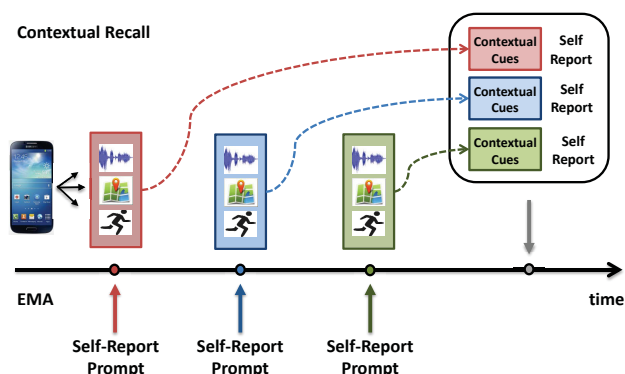 Contextual Recall
Contextual
Cues
Self
Report
Contextual
Cues
Self
Report
Contextual
Cues
Self
Report
EMA
time
Self-Report
Prompt
Self-Report
Prompt
Self-Report
Prompt